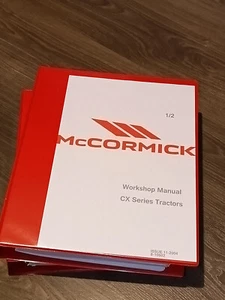 1/2
McCORMICK
Workshop Manual
CX Series Tractors